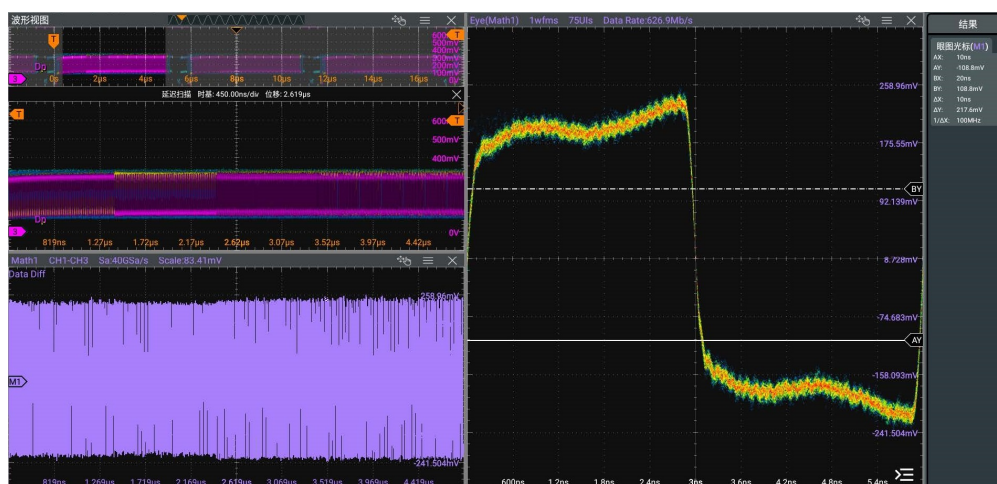 波形视图
600mV
500mV
400mV
300mV
200mV
100mV
0V
Dp
3
T
0s 2μs 4μs 6μs 8μs 10μs 12μs 14μs 16μs
延迟扫描 时基: 450.00ns/div 位移: 2.619μs
T
600 T
500mV
400mV
Dp
3
0V
819ns 1.27μs 1.72μs 2.17μs 2.62μs 3.07μs 3.52μs 3.97μs 4.42μs
Math1 CH1-CH3 Sa:40GSa/s Scale:83.41mV
Data Diff
258.96mV
M1
-241.504mV
819ns 1.269μs 1.719μs 2.169μs 2.619μs 3.069μs 3.519μs 3.969μs 4.419μs
Eye(Math1) 1wfms 75UIs Data Rate:626.9Mb/s
258.96mV
175.55mV
BY
92.139mV
8.728mV
-74.683mV
AY
-158.093mV
-241.504mV
600ps 1.2ns 1.8ns 2.4ns 3ns 3.6ns 4.2ns 4.8ns 5.4ns
结果
眼图光标(M1)
AX: 10ns
AY: -108.8mV
BX: 20ns
BY: 108.8mV
ΔX: 10ns
ΔY: 217.6mV
1/ΔX: 100MHz